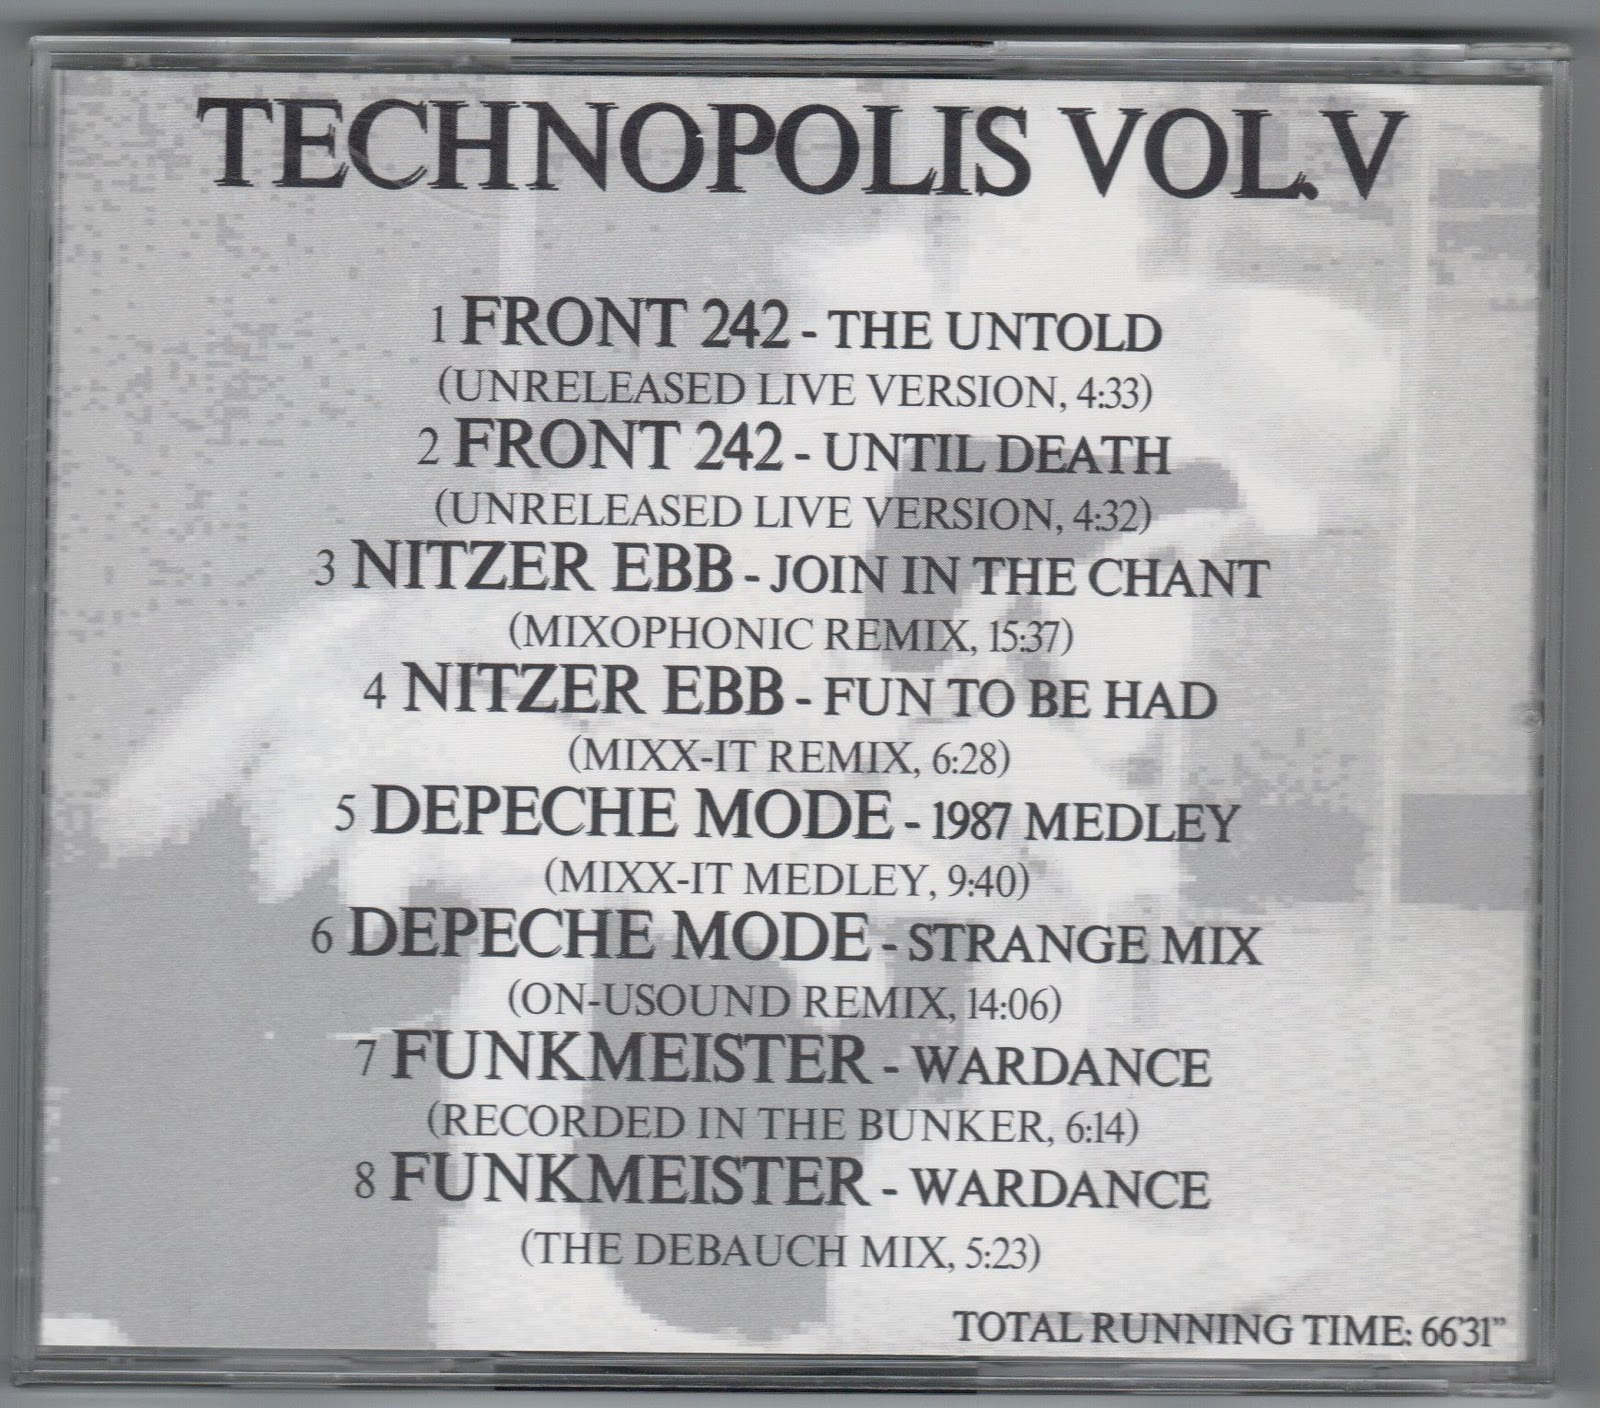 TECHNOPOLIS VOL.V
1 FRONT 242 - THE UNTOLD
(UNRELEASED LIVE VERSION, 4:33)
2 FRONT 242 - UNTIL DEATH
(UNRELEASED LIVE VERSION, 4:32)
3 NITZER EBB - JOIN IN THE CHANT
(MIXOPHONIC REMIX, 15:37)
4 NITZER EBB - FUN TO BE HAD
(MIXX-IT REMIX, 6:28)
5 DEPECHE MODE - 1987 MEDLEY
(MIXX-IT MEDLEY, 9:40)
6 DEPECHE MODE - STRANGE MIX
(ON-USOUND REMIX, 14:06)
7 FUNKMEISTER - WARDANCE
(RECORDED IN THE BUNKER, 6:14)
8 FUNKMEISTER - WARDANCE
(THE DEBAUCH MIX, 5:23)
TOTAL RUNNING TIME: 66'31"